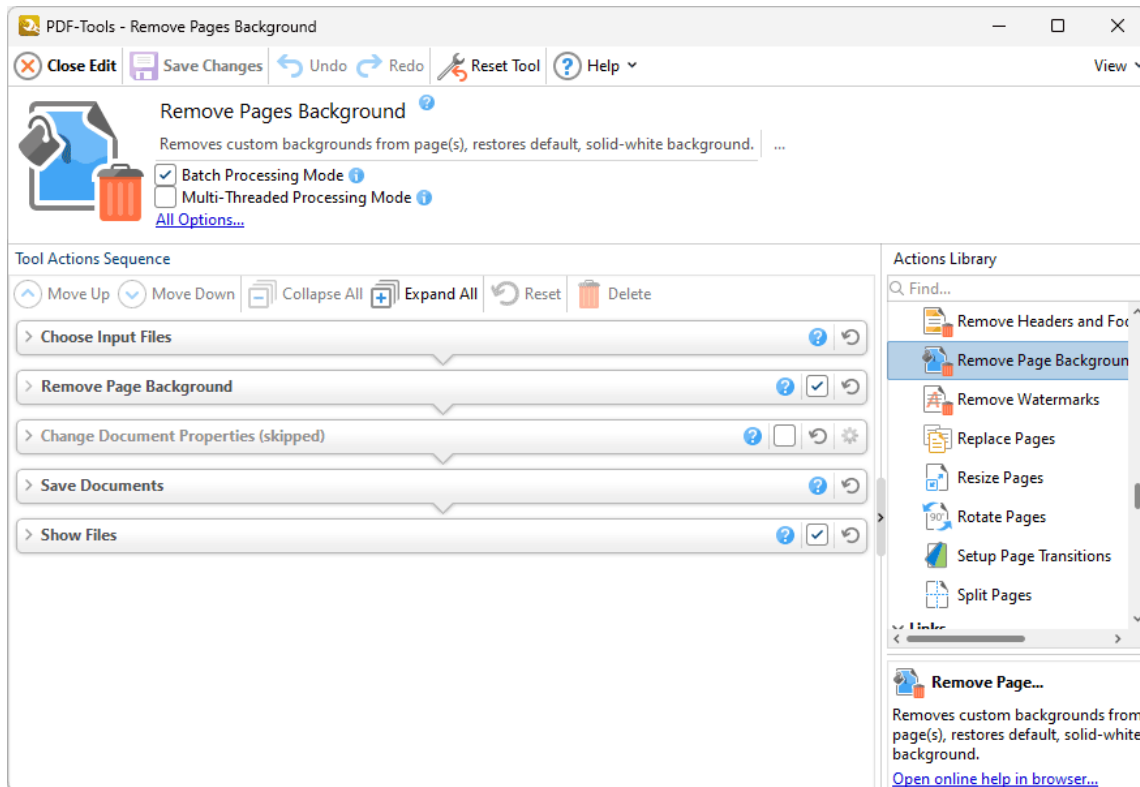 PDF-Tools - Remove Pages Background
Close Edit Save Changes Undo Redo Reset Tool Help View
Remove Pages Background
Removes custom backgrounds from page(s), restores default, solid-white background. ...
Batch Processing Mode
Multi-Threaded Processing Mode
All Options...
Tool Actions Sequence
Move Up Move Down Collapse All Expand All Reset Delete
Choose Input Files
Remove Page Background
Change Document Properties (skipped)
Save Documents
Show Files
Actions Library
Find...
Remove Headers and Foo
Remove Page Backgroun
Remove Watermarks
Replace Pages
Resize Pages
90° Rotate Pages
Setup Page Transitions
Split Pages
Links
Remove Page...
Removes custom backgrounds from
page(s), restores default, solid-white
background.
Open online help in browser...